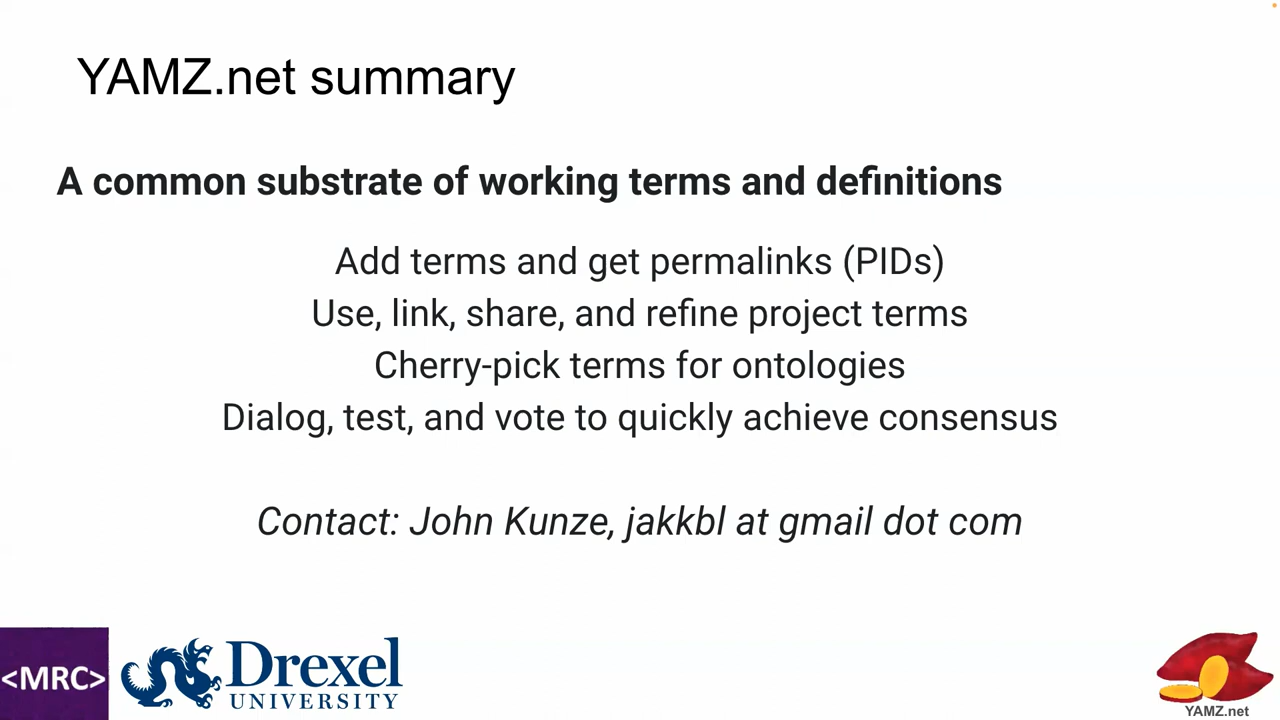 YAMZ.net summary
A common substrate of working terms and definitions
Add terms and get permalinks (PIDs)
Use, link, share, and refine project terms
Cherry-pick terms for ontologies
Dialog, test, and vote to quickly achieve consensus
Contact: John Kunze, jakkbl at gmail dot com
<MRC>
Drexel
UNIVERSITY
YAMZ.net